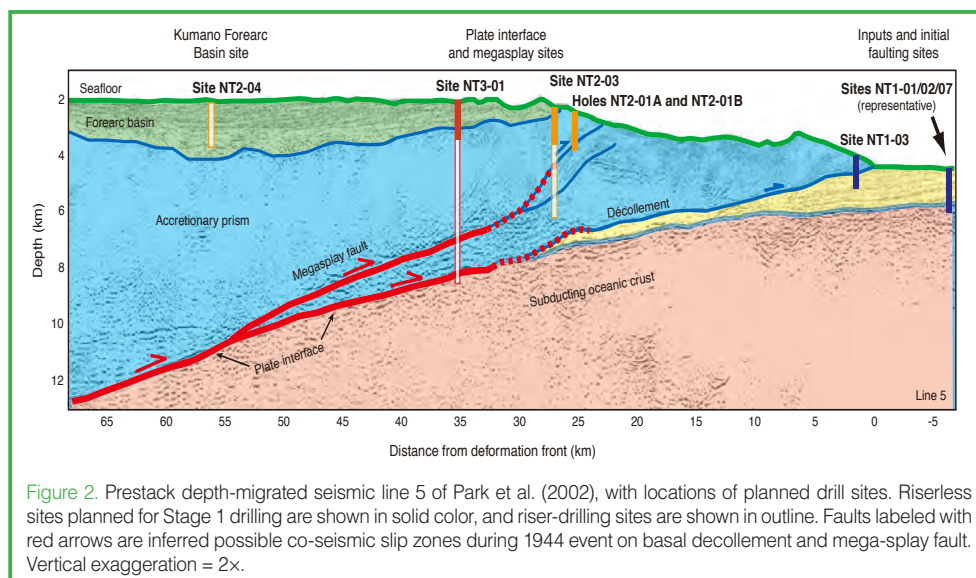 Kumano Forearc
Basin site
Plate interface
and megasplay sites
Inputs and initial
faulting sites
Seafloor
Site NT2-04
Site NT3-01
Site NT2-03
Holes NT2-01A and NT2-01B
Sites NT1-01/02/07
(representative)
Site NT1-03
Forearc basin
Accretionary prism
Megasplay fault
Décollement
Subducting oceanic crust
Plate interface
Line 5
Depth (km)
2
4
6
8
10
12
65 60 55 50 45 40 35 30 25 20 15 10 5 0 -5
Distance from deformation front (km)
Figure 2. Prestack depth-migrated seismic line 5 of Park et al. (2002), with locations of planned drill sites. Riserless
sites planned for Stage 1 drilling are shown in solid color, and riser-drilling sites are shown in outline. Faults labeled with
red arrows are inferred possible co-seismic slip zones during 1944 event on basal decollement and mega-splay fault.
Vertical exaggeration = 2×.